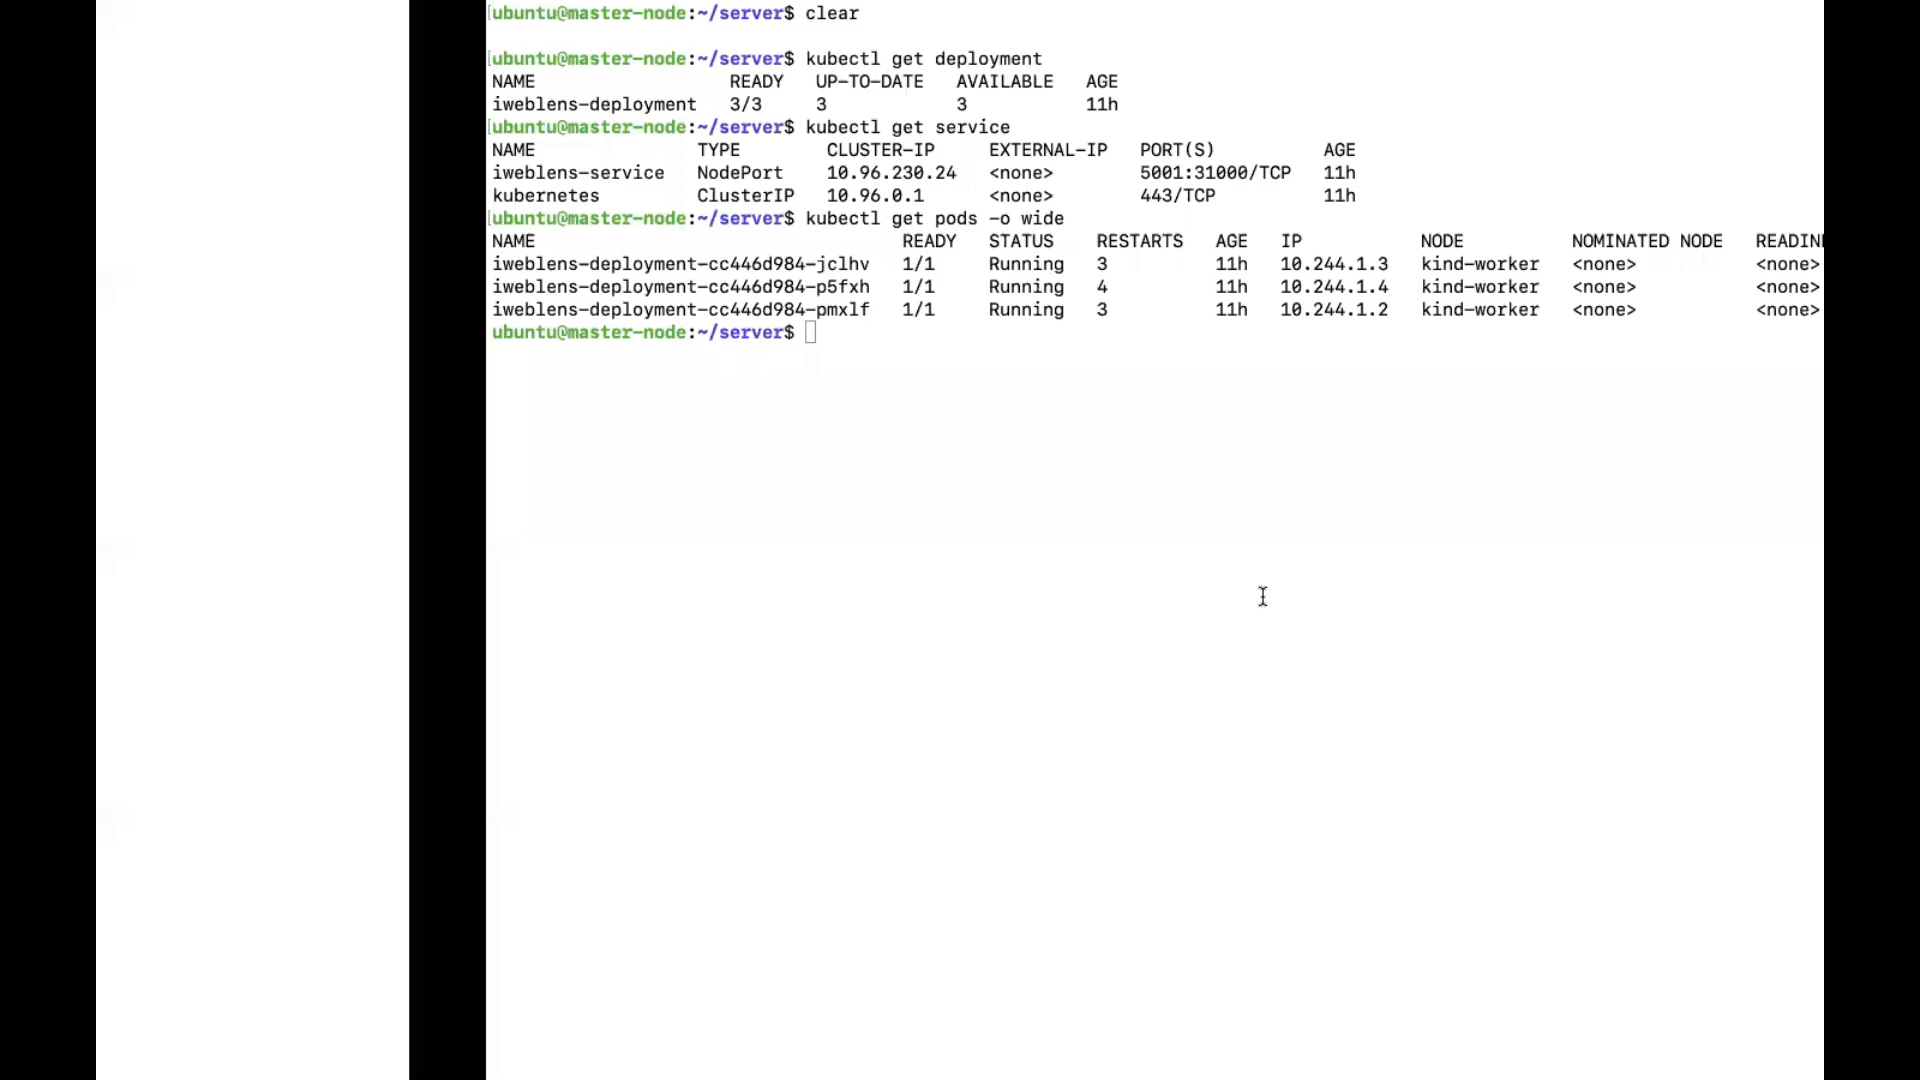 [ubuntu@master-node:~/server$ clear
[ubuntu@master-node:~/server$ kubectl get deployment
NAME READY UP-TO-DATE AVAILABLE AGE
iweblens-deployment 3/3 3 3 11h
[ubuntu@master-node:~/server$ kubectl get service
NAME TYPE CLUSTER-IP EXTERNAL-IP PORT(S) AGE
iweblens-service NodePort 10.96.230.24 <none> 5001:31000/TCP 11h
kubernetes ClusterIP 10.96.0.1 <none> 443/TCP 11h
[ubuntu@master-node:~/server$ kubectl get pods -o wide
NAME READY STATUS RESTARTS AGE IP NODE NOMINATED NODE READIN
iweblens-deployment-cc446d984-jclhv 1/1 Running 3 11h 10.244.1.3 kind-worker <none> <none>
iweblens-deployment-cc446d984-p5fxh 1/1 Running 4 11h 10.244.1.4 kind-worker <none> <none>
iweblens-deployment-cc446d984-pmxlf 1/1 Running 3 11h 10.244.1.2 kind-worker <none> <none>
ubuntu@master-node:~/server$